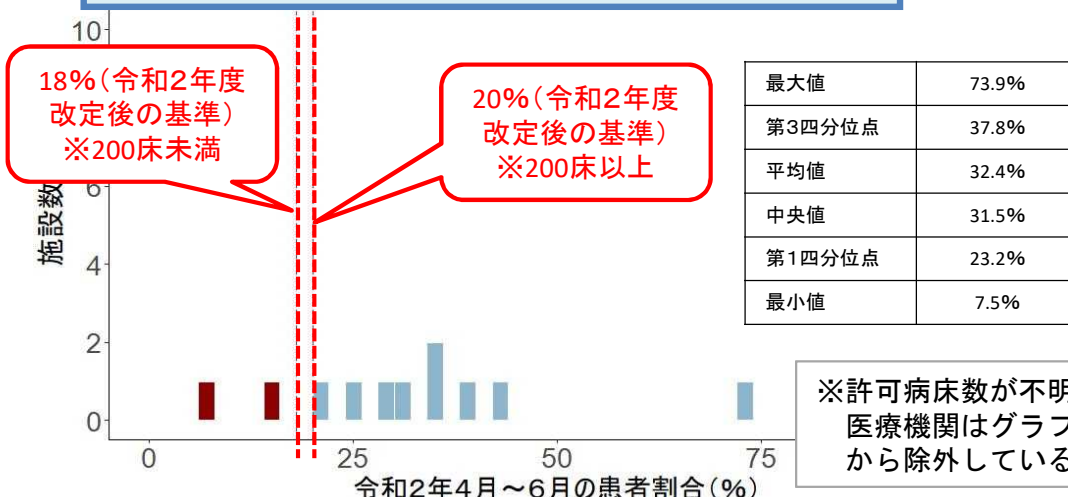 10
18%(令和2年度
改定後の基準)
※200床未満
20%(令和2年度
改定後の基準)
※200床以上
最大値 73.9%
第3四分位点 37.8%
平均値 32.4%
中央値 31.5%
第1四分位点 23.2%
最小値 7.5%
施設数
6
4
2
0
0 25 50 75
令和2年4月～6月の患者割合(%)
※許可病床数が不明
医療機関はグラフ
から除外している